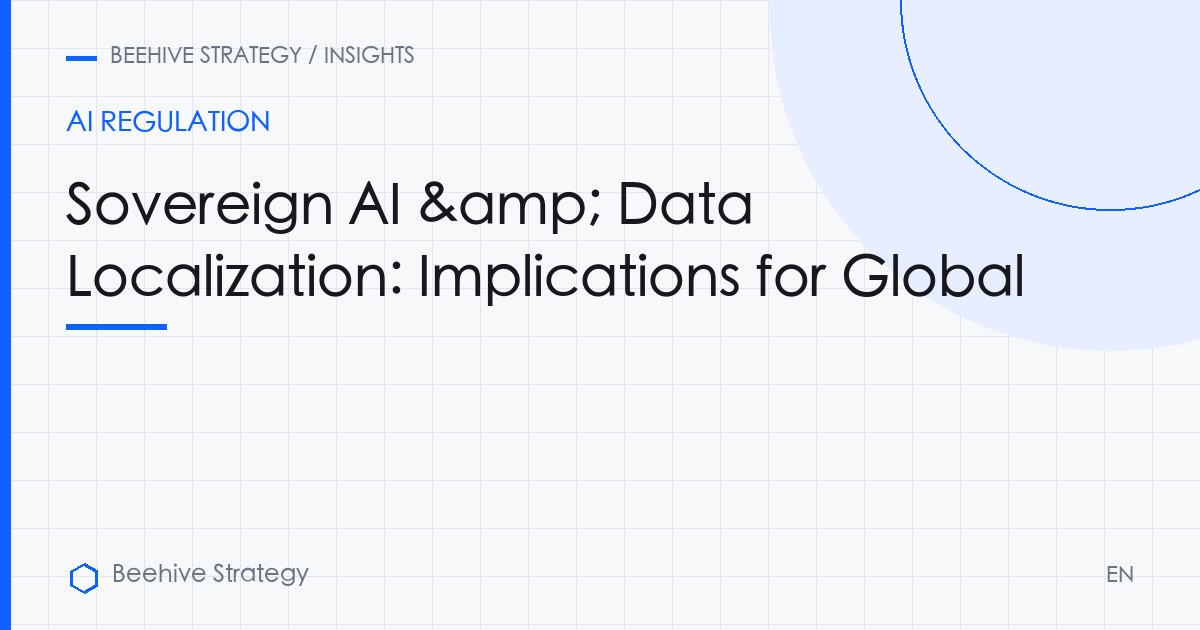 BEEHIVE STRATEGY / INSIGHTS
AI REGULATION
Sovereign AI &amp; Data
Localization: Implications for Global
Beehive Strategy
EN